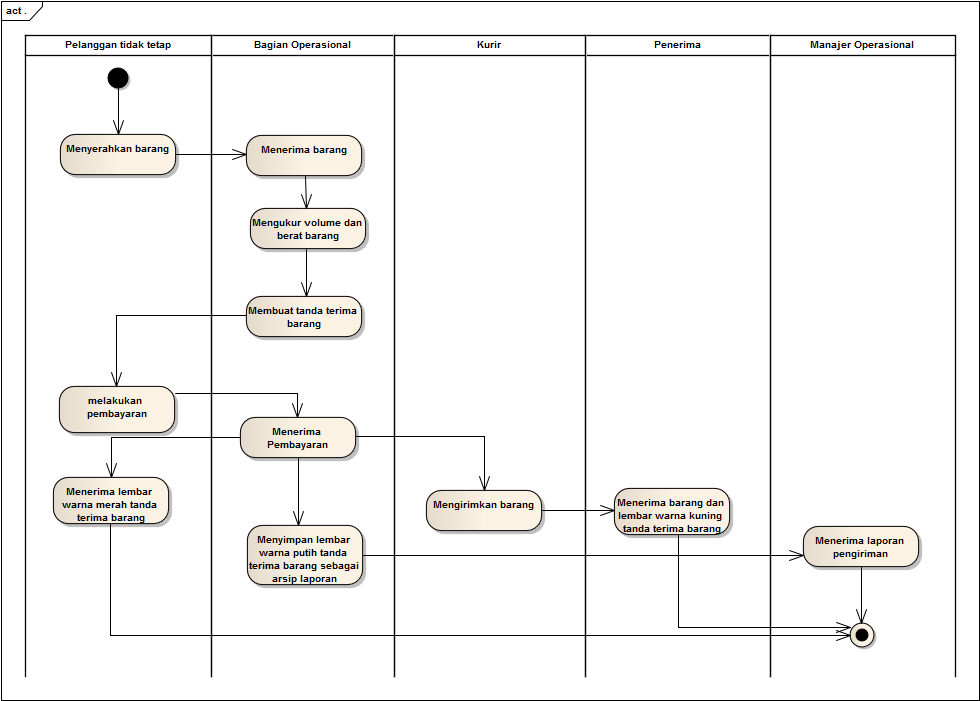 act .
Pelanggan tidak tetap
Bagian Operasional
Kurir
Penerima
Manajer Operasional
Menyerahkan barang
Menerima barang
Mengukur volume dan
berat barang
Membuat tanda terima
barang
melakukan
pembayaran
Menerima
Pembayaran
Menerima lembar
warna merah tanda
terima barang
Menyimpan lembar
warna putih tanda
terima barang sebagai
arsip laporan
Mengirimkan barang
Menerima barang dan
lembar warna kuning
tanda terima barang
Menerima laporan
pengiriman